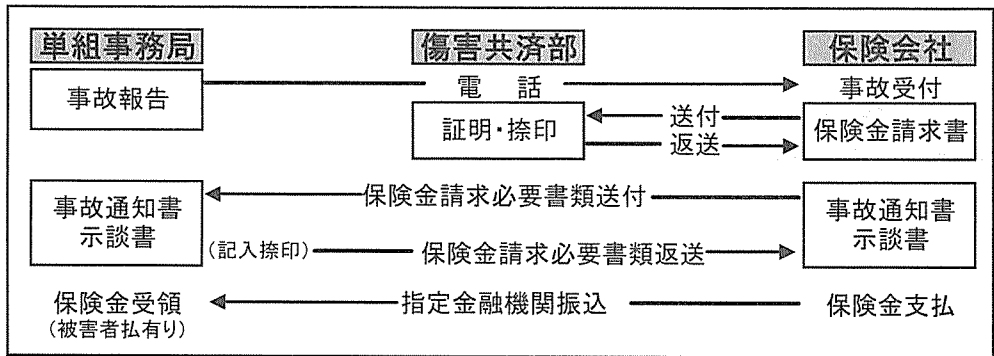 単組事務局 傷害共済部 保険会社
事故報告 電話 事故受付
証明・捺印 送付 保険金請求書
返送
事故通知書 保険金請求必要書類送付 事故通知書
示談書 示談書
(記入捺印) 保険金請求必要書類返送
保険金受領 指定金融機関振込 保険金支払
(被害者払有り)